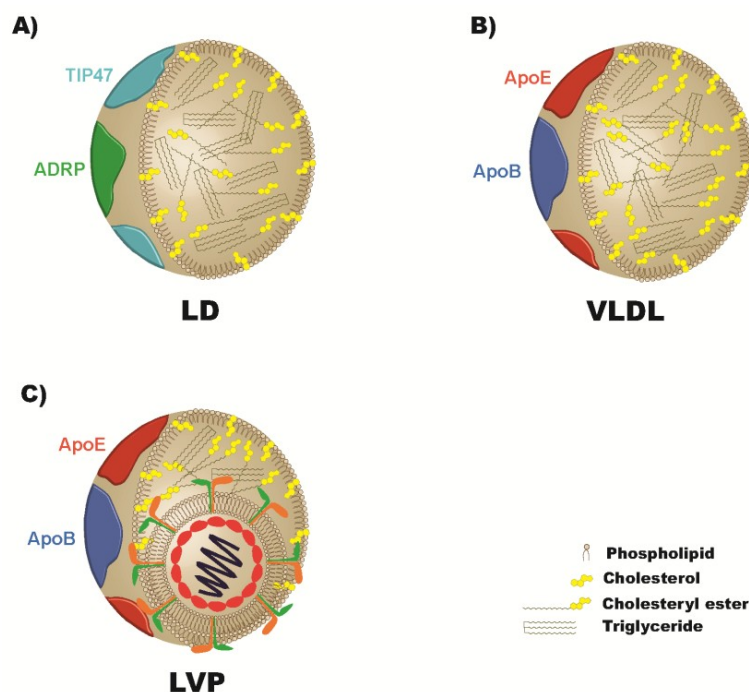 A)
TIP47
ADRP
LD
B)
ApoE
ApoB
VLDL
C)
ApoE
ApoB
LVP
Phospholipid
Cholesterol
Cholesteryl ester
Triglyceride